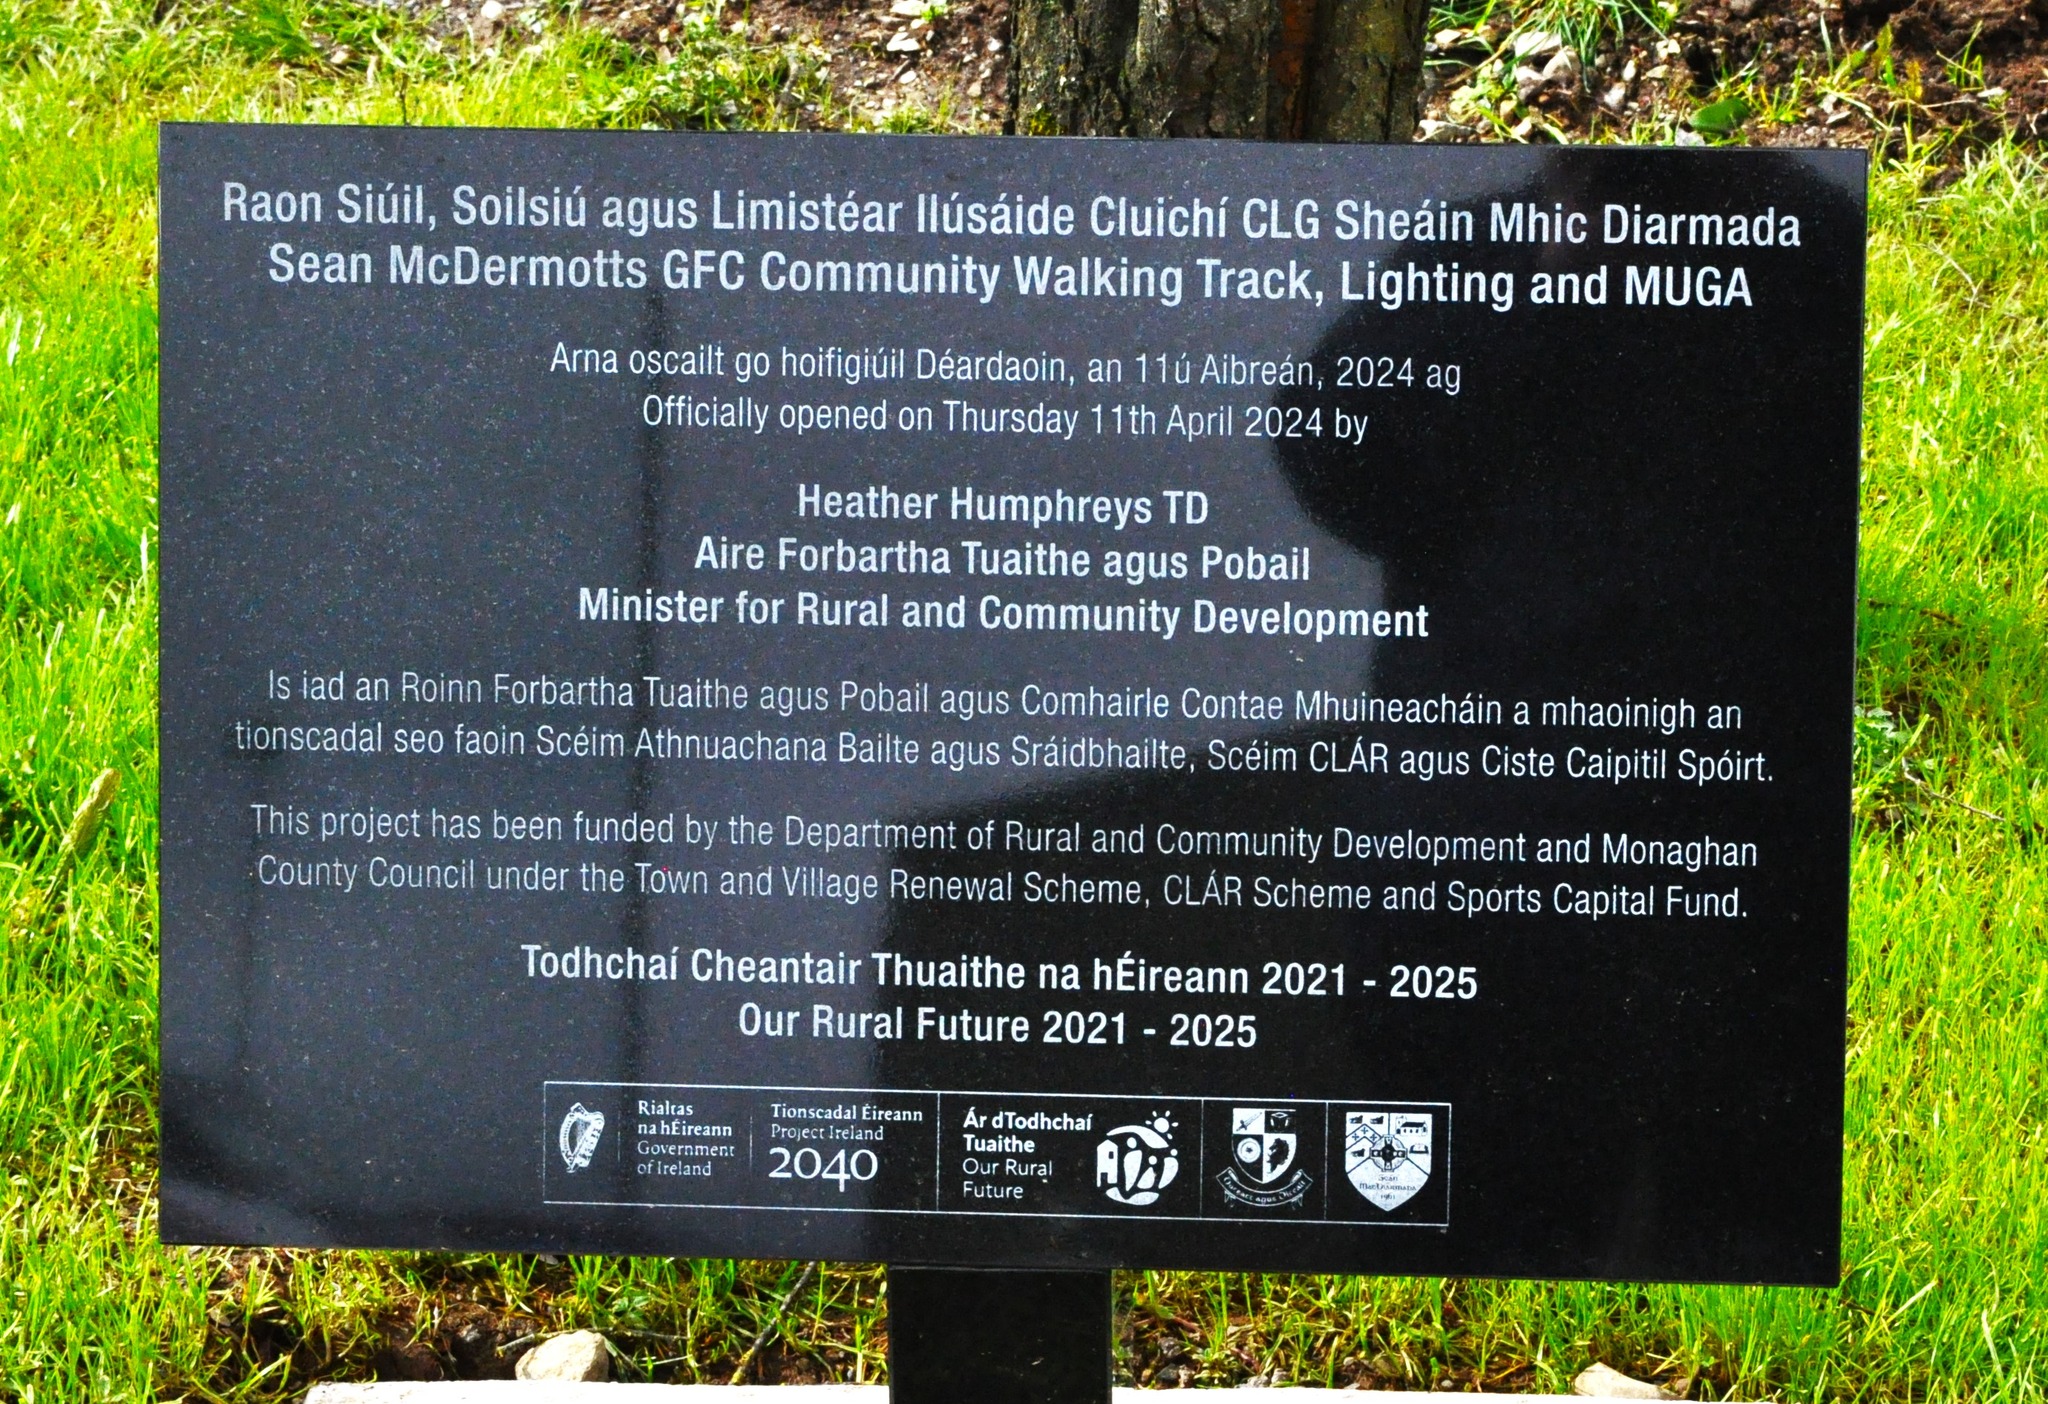 Raon Siúil, Soilsiú agus Limistéar Ilúsáide Cluichí CLG Sheáin Mhic Diarmada
Sean McDermotts GFC Community Walking Track, Lighting and MUGA
Arna oscailt go hoifigiúil Déardaoin, an 11ú Aibreán, 2024 ag
Officially opened on Thursday 11th April 2024 by
Heather Humphreys TD
Aire Forbartha Tuaithe agus Pobail
Minister for Rural and Community Development
Is iad an Roinn Forbartha Tuaithe agus Pobail agus Comhairle Contae Mhuineacháin a mhaoinigh an
tionscadal seo faoin Scéim Athnuachana Bailte agus Sráidbhailte, Scéim CLÁR agus Ciste Caipitil Spóirt.
This project has been funded by the Department of Rural and Community Development and Monaghan
County Council under the Town and Village Renewal Scheme, CLÁR Scheme and Sports Capital Fund.
Todhchaí Cheantair Thuaithe na hÉireann 2021 - 2025
Our Rural Future 2021 - 2025
Rialtas
na hÉireann
Government
of Ireland
Tionscadal Éireann
Project Ireland
2040
Ár dTodhchaí
Tuaithe
Our Rural
Future